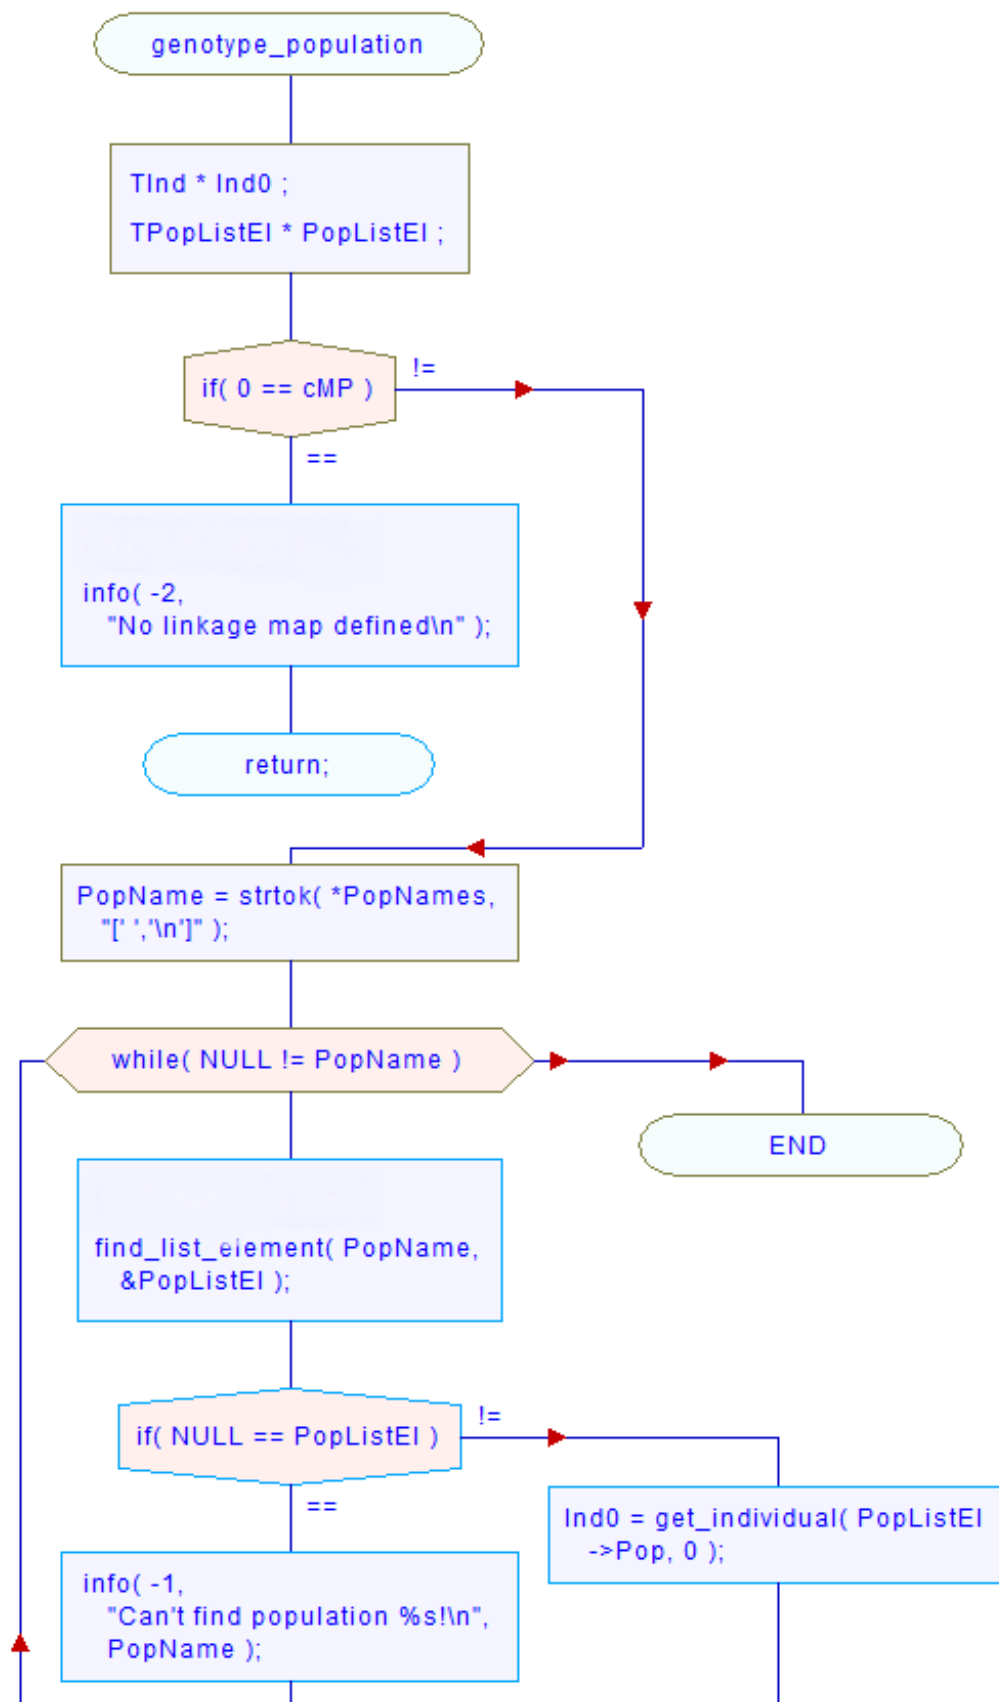 genotype_population
TInd * Ind0 ;
TPopListEl * PopListEl ;
if( 0 == cMP )
!=
==
info( -2,
"No linkage map defined\n" );
return;
PopName = strtok( *PopNames,
"[' ','\n']" );
while( NULL != PopName )
END
find_list_element( PopName,
&PopListEl );
if( NULL == PopListEl )
!=
==
Ind0 = get_individual( PopListEl
->Pop, 0 );
info( -1,
"Can't find population %s!\n",
PopName );